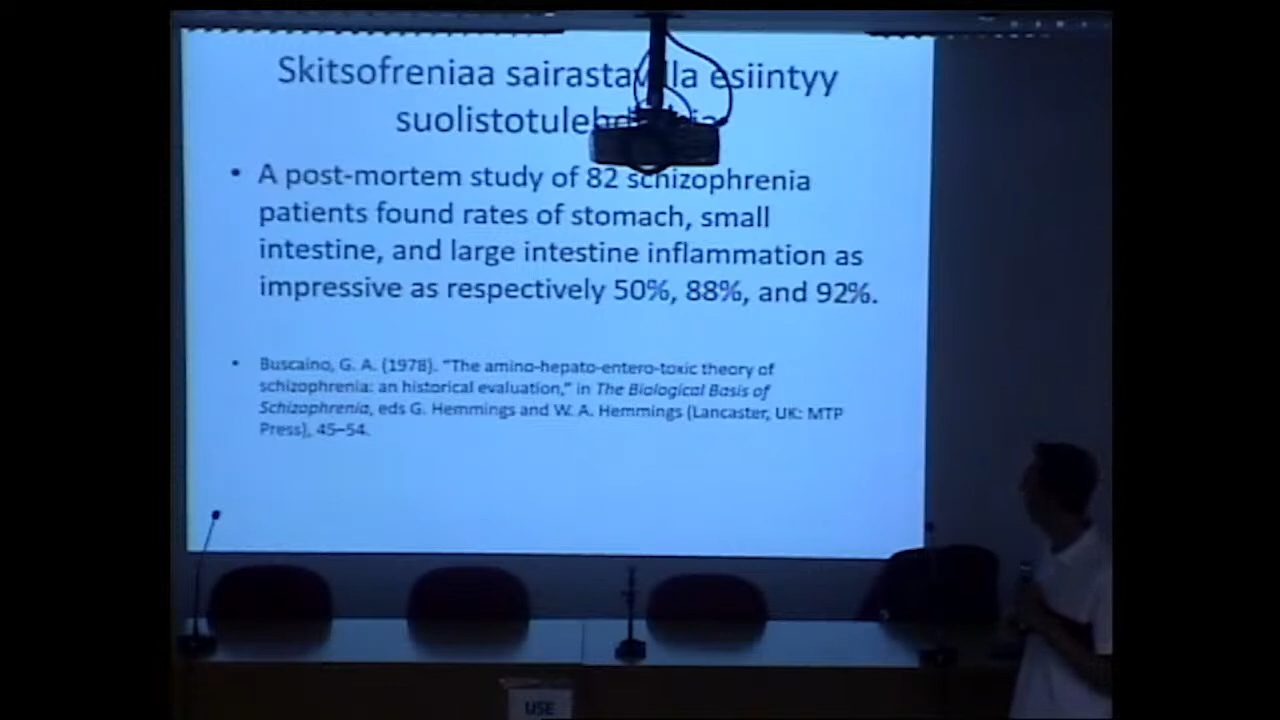 Skitsofreniaa esiintyy
• A post-mortem study of 82 schizophrenia
patients found rates of stomach, small
intestine, and large intestine inflammation as
impressive as respectively 50%, 88%, and 92%.
• Buscaino, G. A. (1978). “The amino-hepato-entero-toxic theory of
schizophrenia: an historical evaluation,” in The Biological Basis of
Schizophrenia, eds G. Hemmings and W. A. Hemmings (Lancaster, UK: MTP
Press), 45–54.
USE